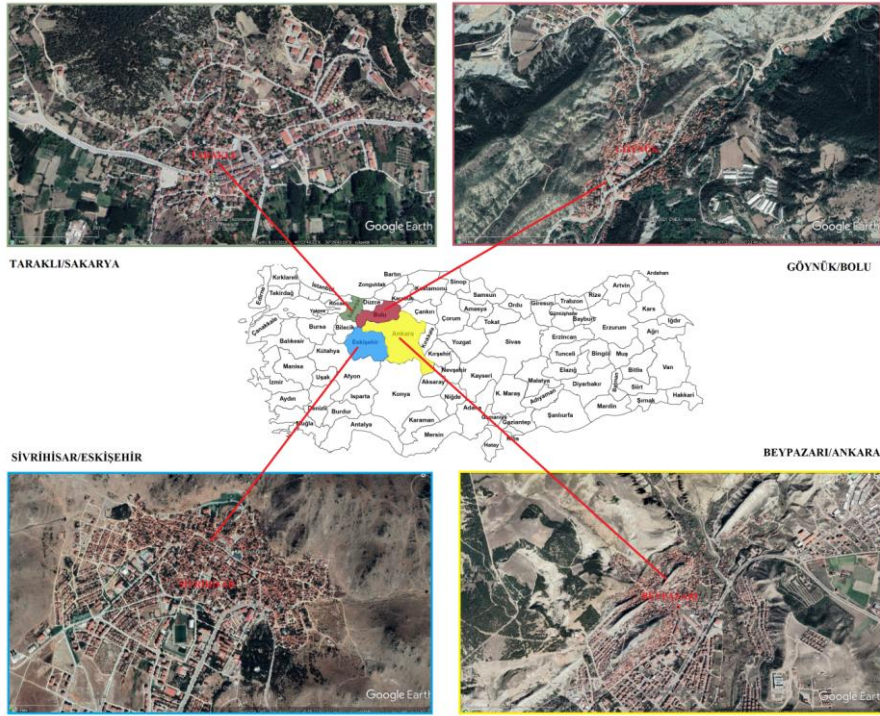 Google Earth
Google Earth
TARAKLI/SAKARYA
GÖYNÜK/BOLU
Kırklareli
Edirne
Tekirdağ
İstanbul
Kocaeli
Yalova
Çanakkale
Bursa
Bilecik
Düzce
Bolu
Zonguldak
Bartın
Karabük
Kastamonu
Sinop
Çankırı
Samsun
Amasya
Çorum
Tokat
Ordu
Giresun
Gümüşhane
Trabzon
Bayburt
Rize
Artvin
Ardahan
Kars
Iğdır
Ağrı
Erzurum
Erzincan
Balıkesir
Kütahya
Eskişehir
Ankara
Kırıkkale
Kırşehir
Yozgat
Sivas
Tunceli
Bingöl
Muş
Manisa
Uşak
Afyon
Nevşehir
Kayseri
Malatya
Elazığ
Diyarbakır
Batman
Bitlis
Van
İzmir
Aydın
Denizli
Isparta
Konya
Aksaray
Niğde
K. Maraş
Adıyaman
Şanlıurfa
Mardin
Siirt
Şırnak
Hakkari
Muğla
Burdur
Antalya
Karaman
Mersin
Adana
Osmaniye
Gaziantep
Kilis
Hatay
SİVRİHİSAR/ESKİŞEHİR
BEYPAZARI/ANKARA
GÖYNÜK
BEYPAZARI
Google Earth
Google Earth